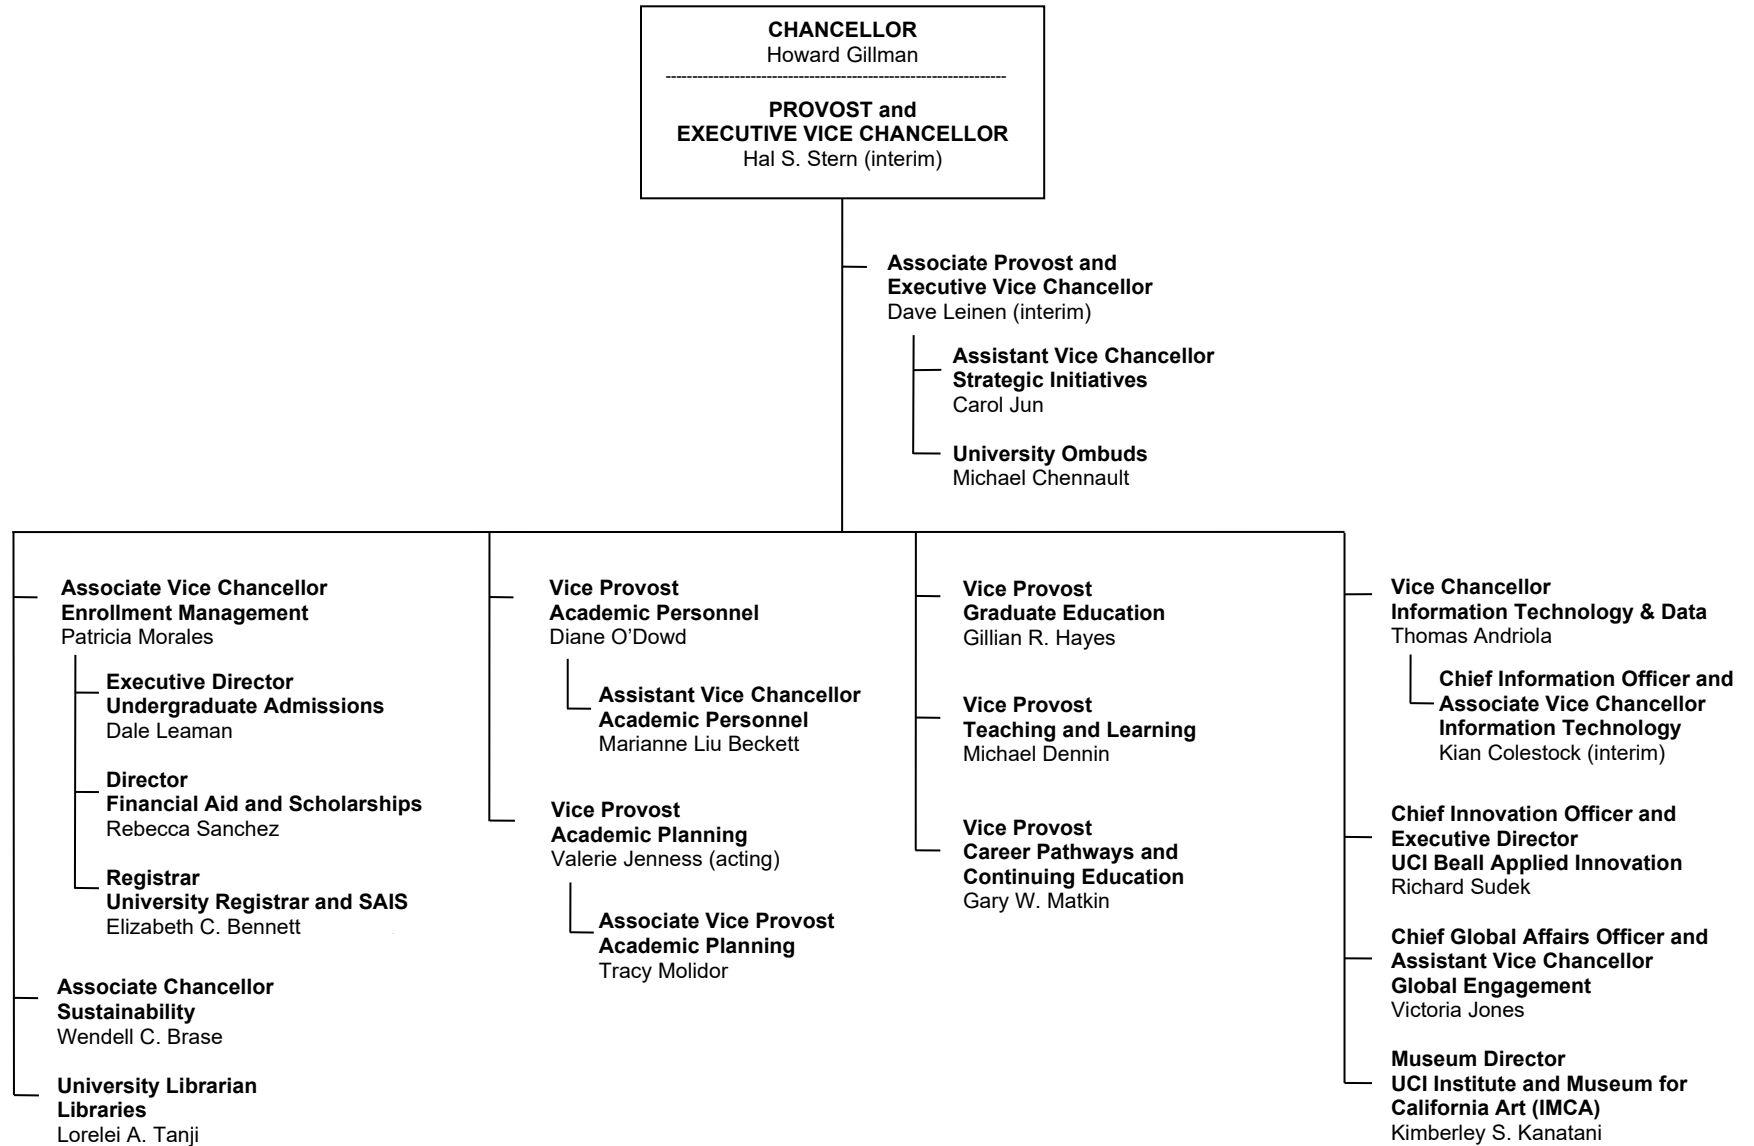 CHANCELLOR
Howard Gillman
-----------------------------------------------------------------
PROVOST and
EXECUTIVE VICE CHANCELLOR
Hal S. Stern (interim)
Associate Provost and
Executive Vice Chancellor
Dave Leinen (interim)
Assistant Vice Chancellor
Strategic Initiatives
Carol Jun
University Ombuds
Michael Chennault
Associate Vice Chancellor
Enrollment Management
Patricia Morales
Executive Director
Undergraduate Admissions
Dale Leaman
Director
Financial Aid and Scholarships
Rebecca Sanchez
Registrar
University Registrar and SAIS
Elizabeth C. Bennett
Associate Chancellor
Sustainability
Wendell C. Brase
University Librarian
Libraries
Lorelei A. Tanji
Vice Provost
Academic Personnel
Diane O’Dowd
Assistant Vice Chancellor
Academic Personnel
Marianne Liu Beckett
Vice Provost
Academic Planning
Valerie Jenness (acting)
Associate Vice Provost
Academic Planning
Tracy Molidor
Vice Provost
Graduate Education
Gillian R. Hayes
Vice Provost
Teaching and Learning
Michael Dennin
Vice Provost
Career Pathways and
Continuing Education
Gary W. Matkin
Vice Chancellor
Information Technology & Data
Thomas Andriola
Chief Information Officer and
Associate Vice Chancellor
Information Technology
Kian Colestock (interim)
Chief Innovation Officer and
Executive Director
UCI Beall Applied Innovation
Richard Sudek
Chief Global Affairs Officer and
Assistant Vice Chancellor
Global Engagement
Victoria Jones
Museum Director
UCI Institute and Museum for
California Art (IMCA)
Kimberley S. Kanatani